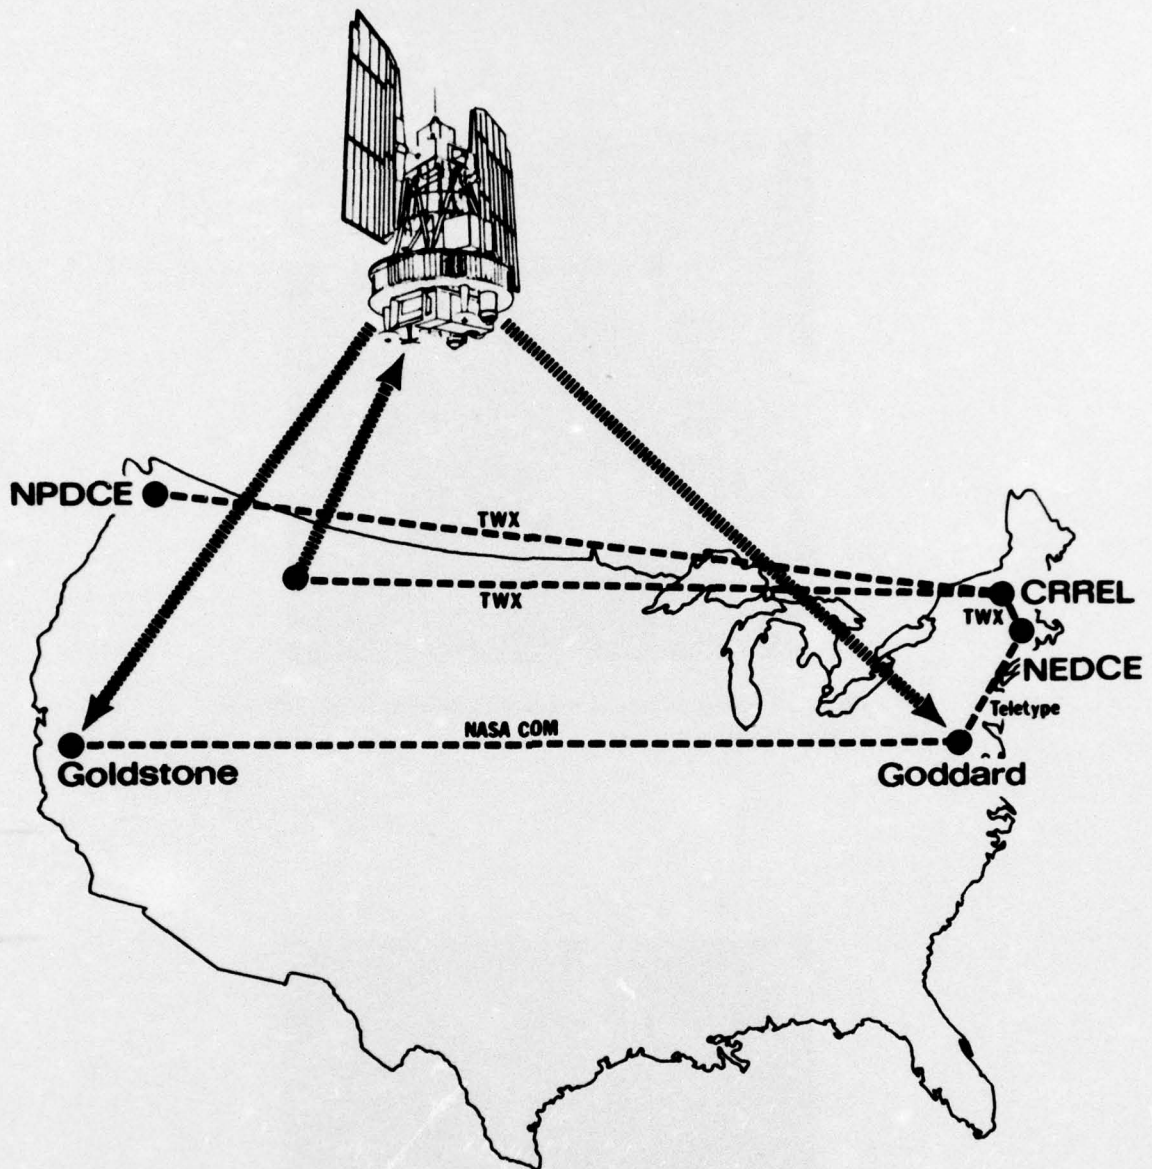 NPDCE
TWX
TWX
CRREL
TWX
NEDCE
Teletype
NASA COM
Goldstone
Goddard